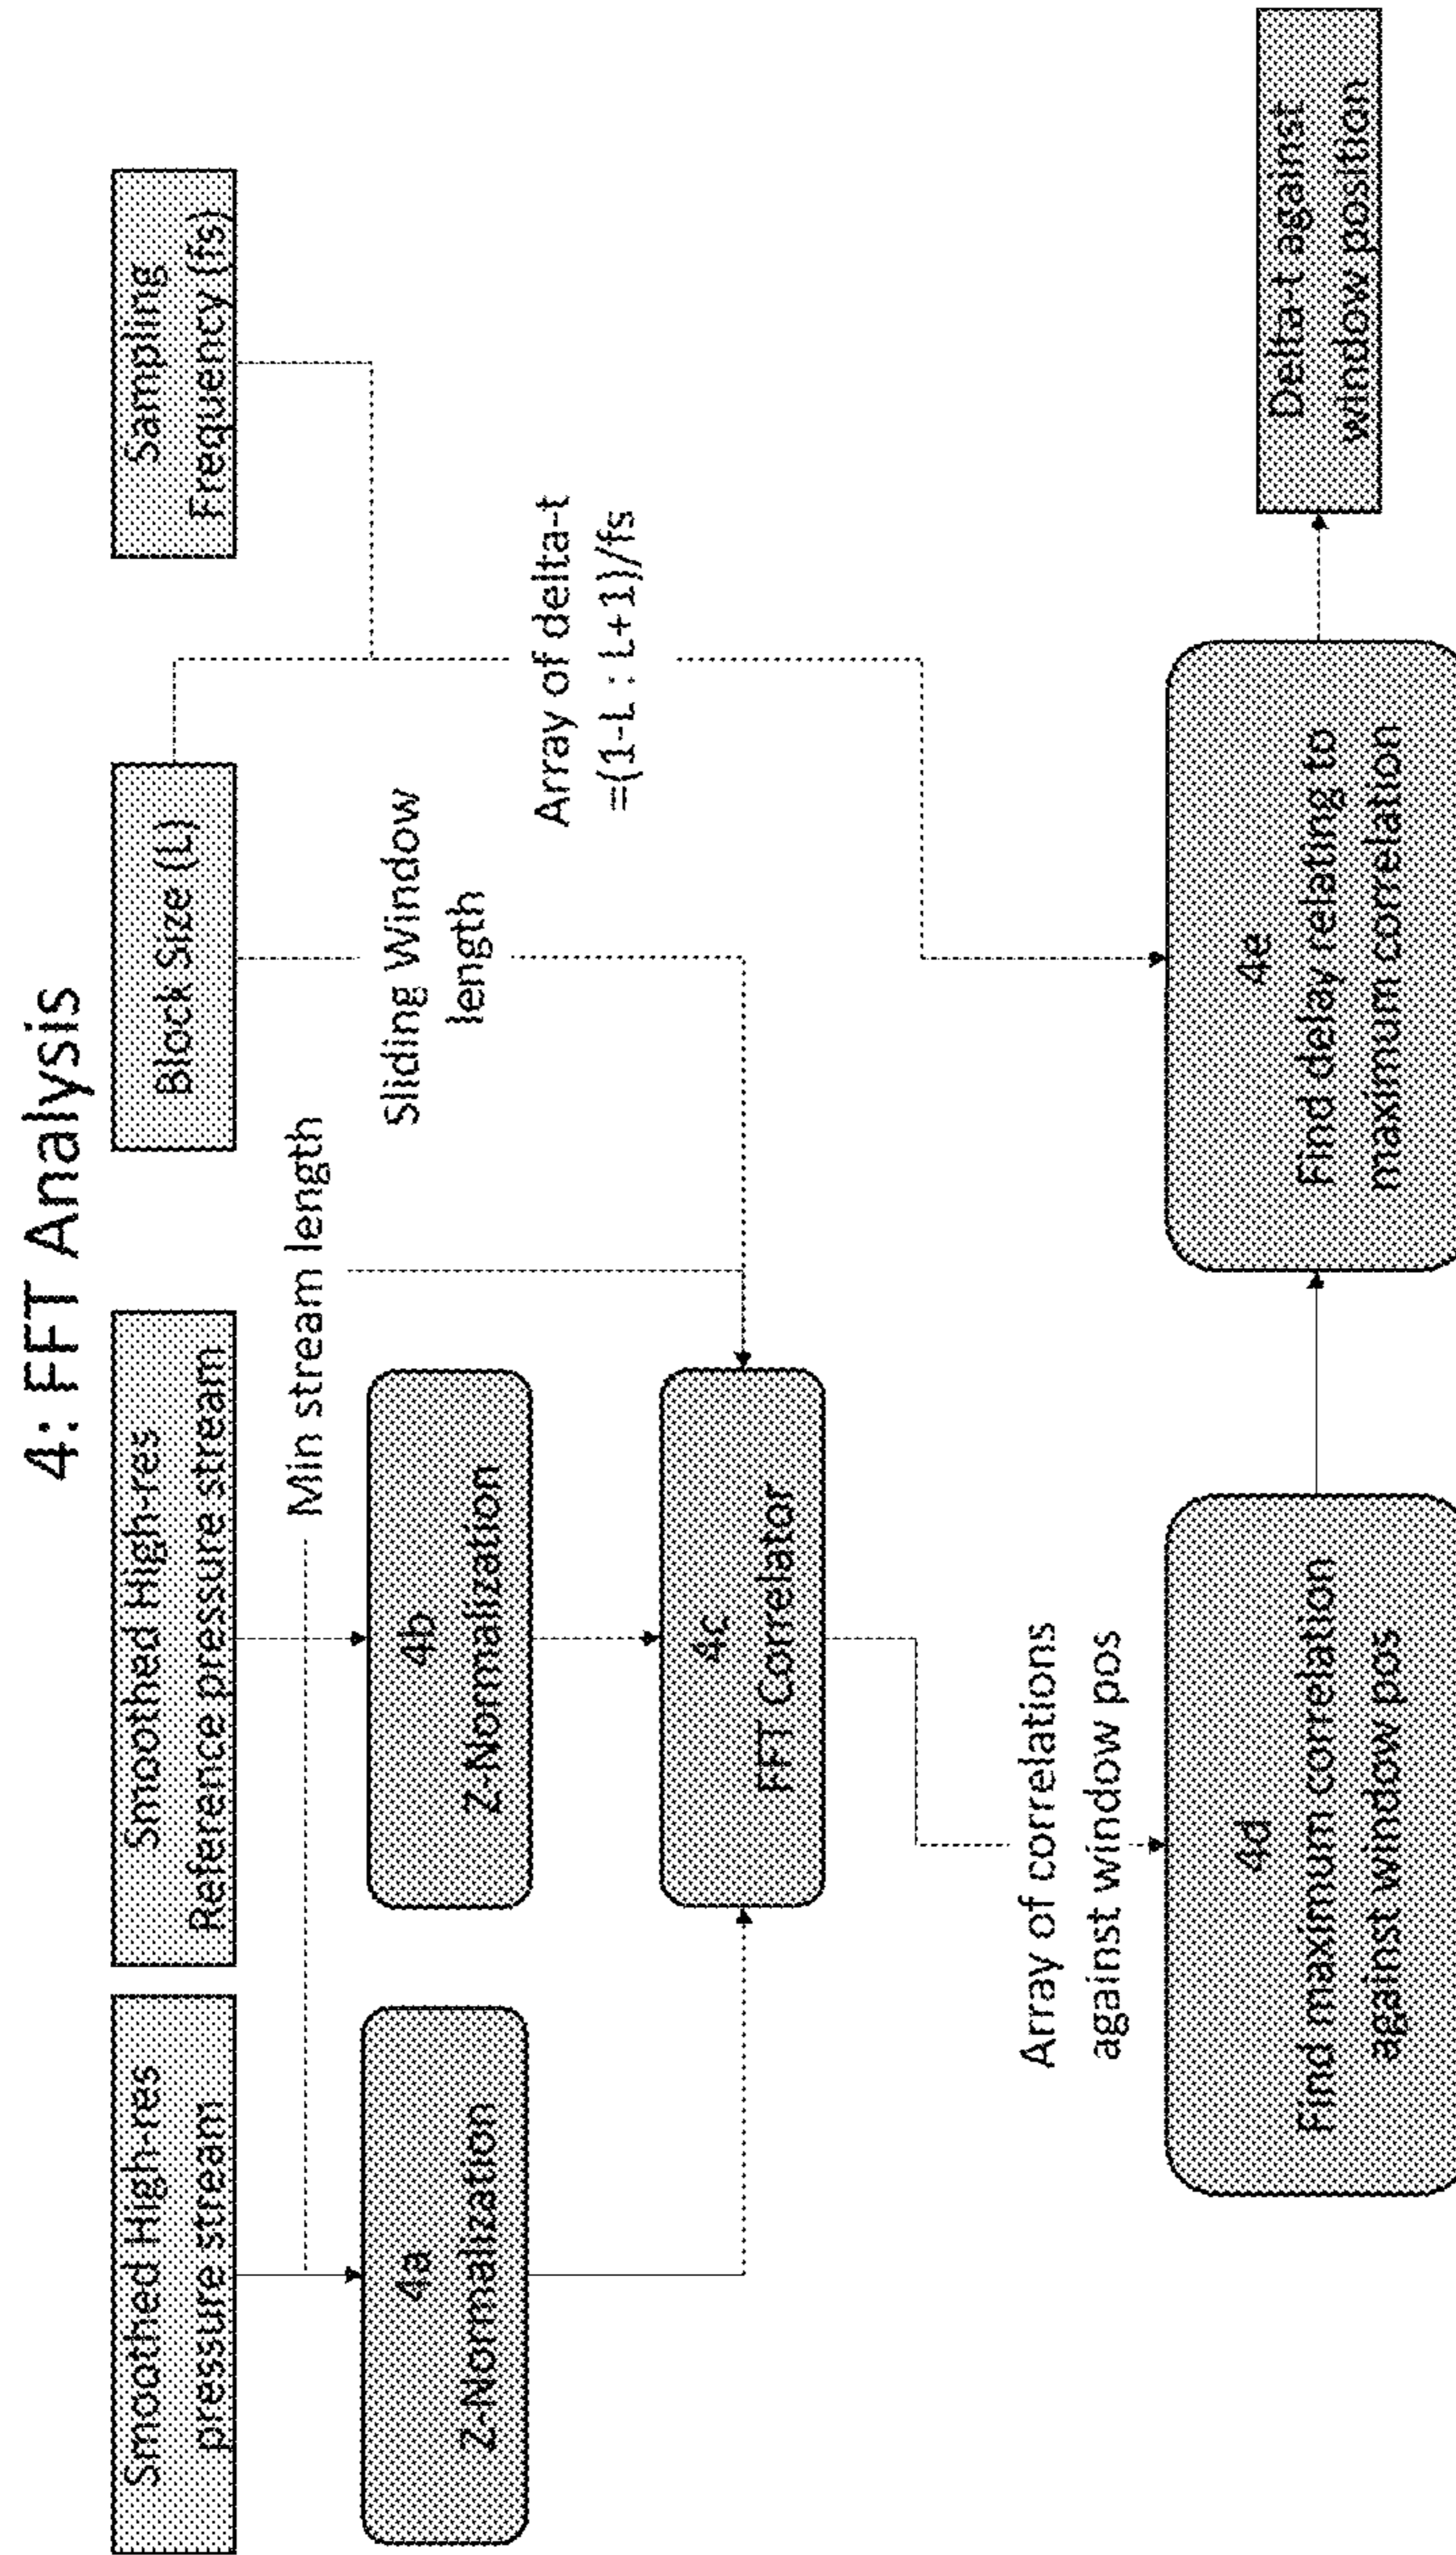 4: FFT Analysis
Smoothed High-res
pressure stream
Smoothed High-res
Reference pressure stream
Block Size (L)
Sampling
Frequency (fs)
Min stream length
4a
Z-Normalization
4b
Z-Normalization
Sliding Window
length
Array of delta-t
=(1-L : L+1)/fs
4c
FFT Correlator
Array of correlations
against window pos
4d
Find maximum correlation
against window pos
4e
Find delay relating to
maximum correlation
Delta-t against
window position